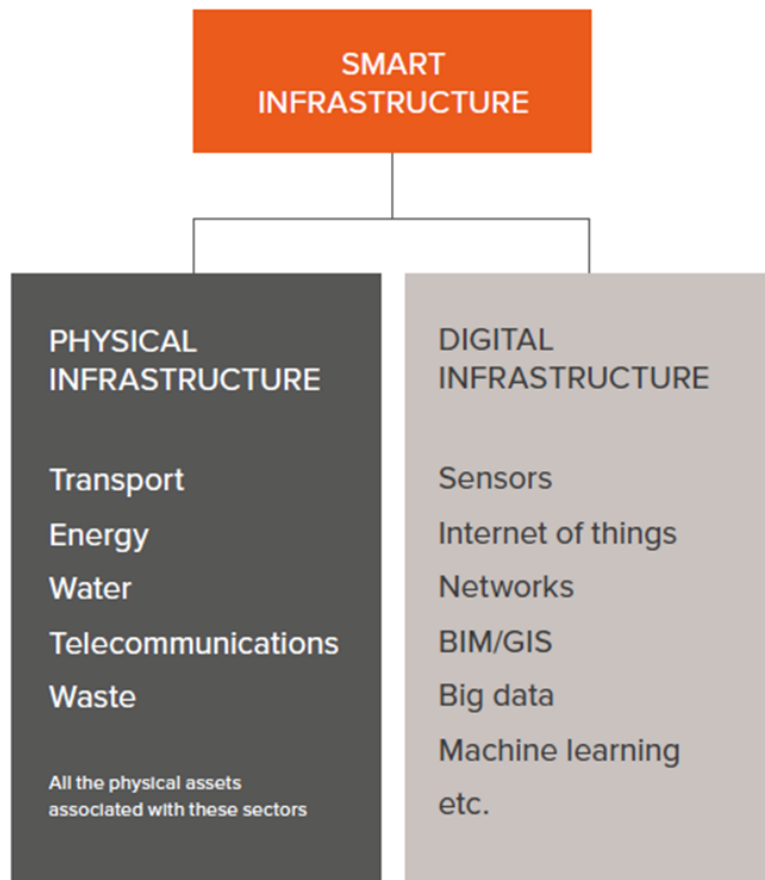 SMART
INFRASTRUCTURE
PHYSICAL
INFRASTRUCTURE
Transport
Energy
Water
Telecommunications
Waste
All the physical assets
associated with these sectors
DIGITAL
INFRASTRUCTURE
Sensors
Internet of things
Networks
BIM/GIS
Big data
Machine learning
etc.